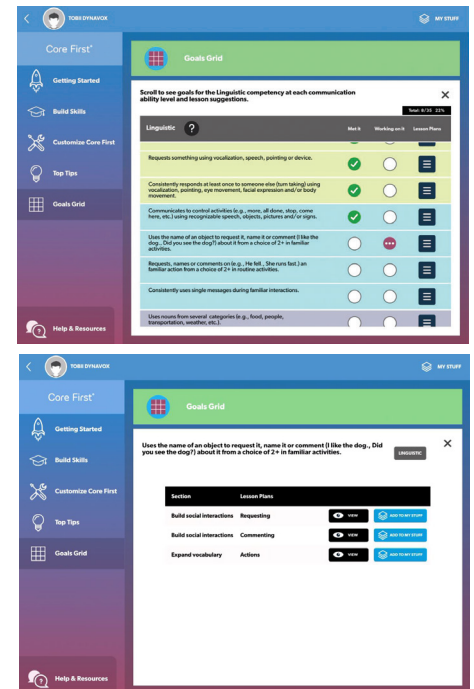 TOBII DYNAVOX
MY STUFF
Core First
Goals Grid
Getting Started
Build Skills
Customize Core First
Top Tips
Goals Grid
Help & Resources
Scroll to see goals for the Linguistic competency at each communication
ability level and lesson suggestions.
Total: 8/35 22%
Linguistic
?
Met it
Working on it
Lesson Plans
Requests something using vocalization, speech, pointing or device.
Consistently responds at least once to someone else (turn taking) using
vocalization, pointing, eye movement, facial expression and/or body
movement.
Communicates to control activities (e.g., more, all done, stop, come
here, etc.) using recognizable speech, objects, pictures and/or signs.
Uses the name of an object to request it, name it or comment (I like the
dog., Did you see the dog?) about it from a choice of 2+ in familiar
activities.
Requests, names or comments on (e.g., He fell., She runs fast.) an
familiar action from a choice of 2+ in routine activities.
Consistently uses single messages during familiar interactions.
Uses nouns from several categories (e.g., food, people,
transportation, weather, etc.).
TOBII DYNAVOX
MY STUFF
Core First
Goals Grid
Getting Started
Build Skills
Customize Core First
Top Tips
Goals Grid
Help & Resources
Uses the name of an object to request it, name it or comment (I like the dog., Did
you see the dog?) about it from a choice of 2+ in familiar activities.
LINGUISTIC
Section Lesson Plans
Build social interactions Requesting VIEW ADD TO MY STUFF
Build social interactions Commenting VIEW ADD TO MY STUFF
Expand vocabulary Actions VIEW ADD TO MY STUFF